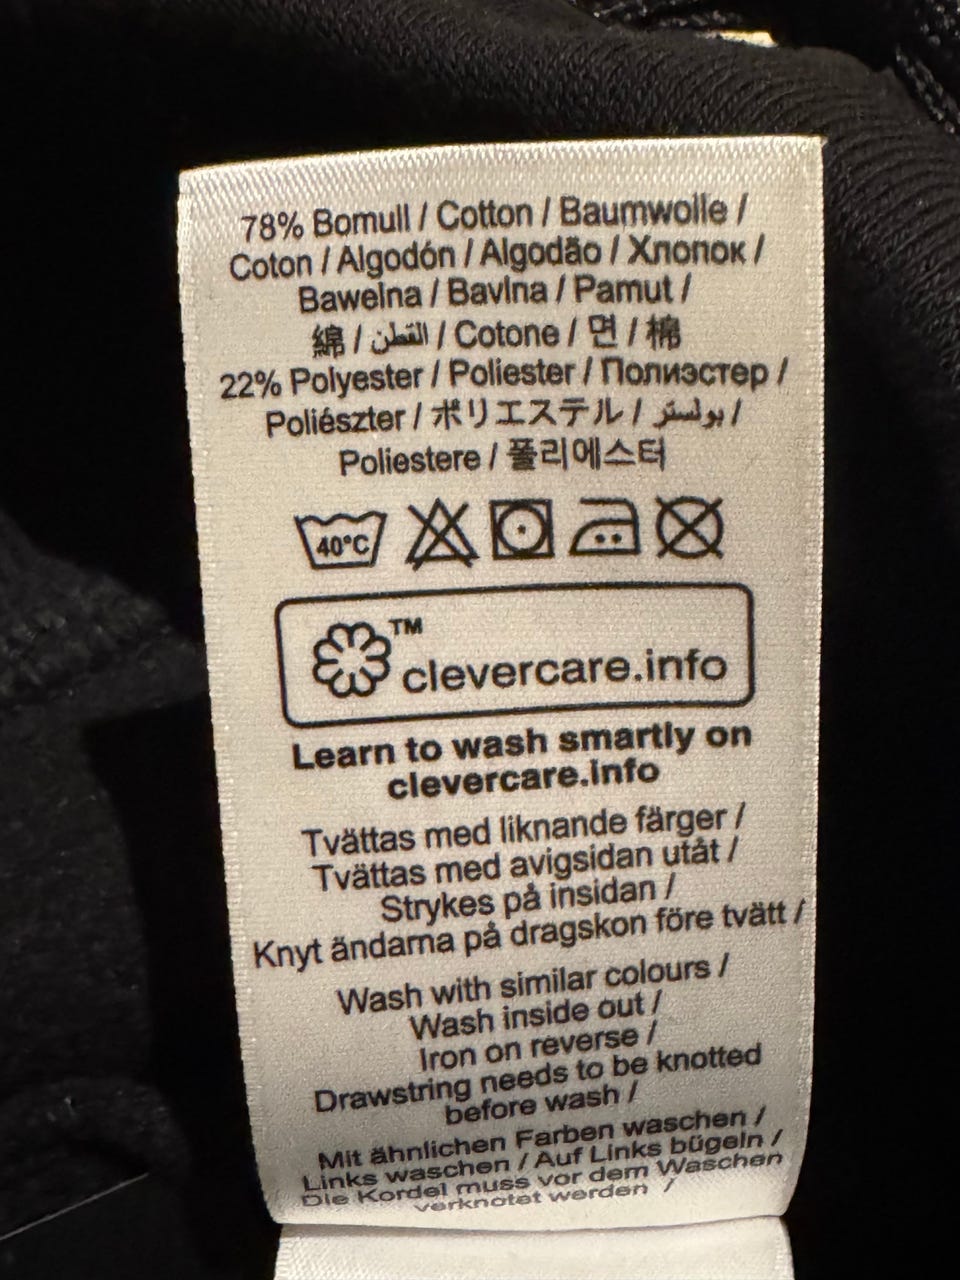 78% Bomull / Cotton / Baumwolle /
Coton / Algodón / Algodão / Хлопок /
Bawełna / Bavlna / Pamut /
綿 / القطن / Cotone / 면 / 棉
22% Polyester / Poliester / Полиэстер /
Poliészter / ポリエステル / بولستر /
Poliestere / 폴리에스터
40°C
TM
clevercare.info
Learn to wash smartly on
clevercare.info
Tvättas med liknande färger /
Tvättas med avigsidan utåt /
Strykes på insidan /
Knyt ändarna på dragskon före tvätt /
Wash with similar colours /
Wash inside out /
Iron on reverse /
Drawstring needs to be knotted
before wash /
Mit ähnlichen Farben waschen /
Links waschen / Auf Links bügeln /
Die Kordel muss vor dem Waschen
verknotet werden /